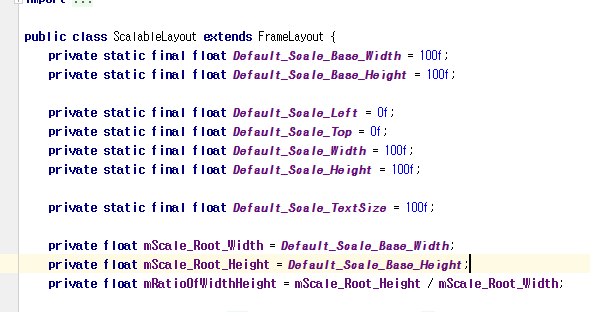 import ...
public class ScalableLayout extends FrameLayout {
private static final float Default_Scale_Base_Width = 100f;
private static final float Default_Scale_Base_Height = 100f;
private static final float Default_Scale_Left = 0f;
private static final float Default_Scale_Top = 0f;
private static final float Default_Scale_Width = 100f;
private static final float Default_Scale_Height = 100f;
private static final float Default_Scale_TextSize = 100f;
private float mScale_Root_Width = Default_Scale_Base_Width;
private float mScale_Root_Height = Default_Scale_Base_Height;
private float mRatioOfWidthHeight = mScale_Root_Height / mScale_Root_Width;